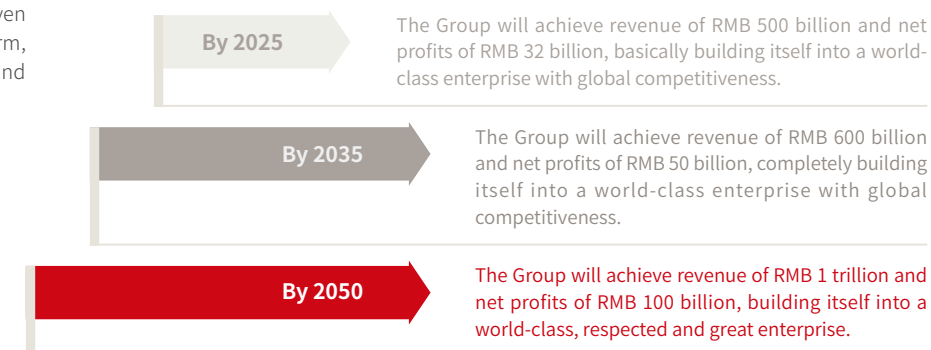 ven
rm,
nd
By 2025
The Group will achieve revenue of RMB 500 billion and net
profits of RMB 32 billion, basically building itself into a world-
class enterprise with global competitiveness.
By 2035
The Group will achieve revenue of RMB 600 billion
and net profits of RMB 50 billion, completely building
itself into a world-class enterprise with global
competitiveness.
By 2050
The Group will achieve revenue of RMB 1 trillion and
net profits of RMB 100 billion, building itself into a
world-class, respected and great enterprise.